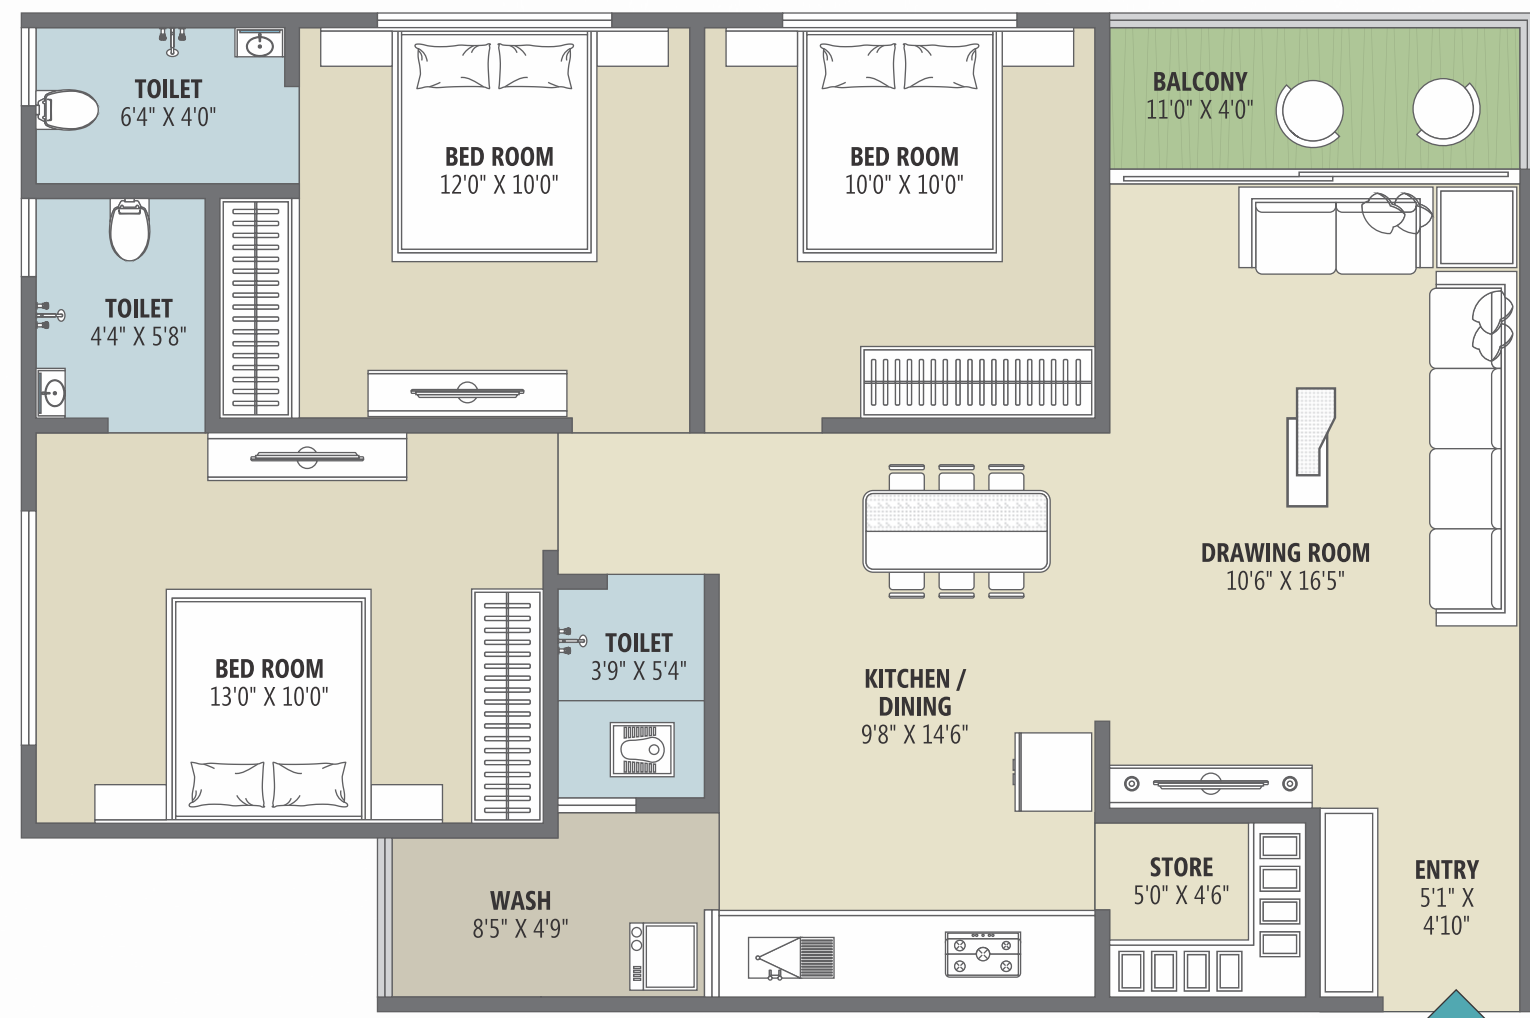 TOILET
6'4" X 4'0"
BED ROOM
12'0" X 10'0"
BED ROOM
10'0" X 10'0"
BALCONY
11'0" X 4'0"
TOILET
4'4" X 5'8"
DRAWING ROOM
10'6" X 16'5"
BED ROOM
13'0" X 10'0"
TOILET
3'9" X 5'4"
KITCHEN /
DINING
9'8" X 14'6"
WASH
8'5" X 4'9"
STORE
5'0" X 4'6"
ENTRY
5'1" X
4'10"